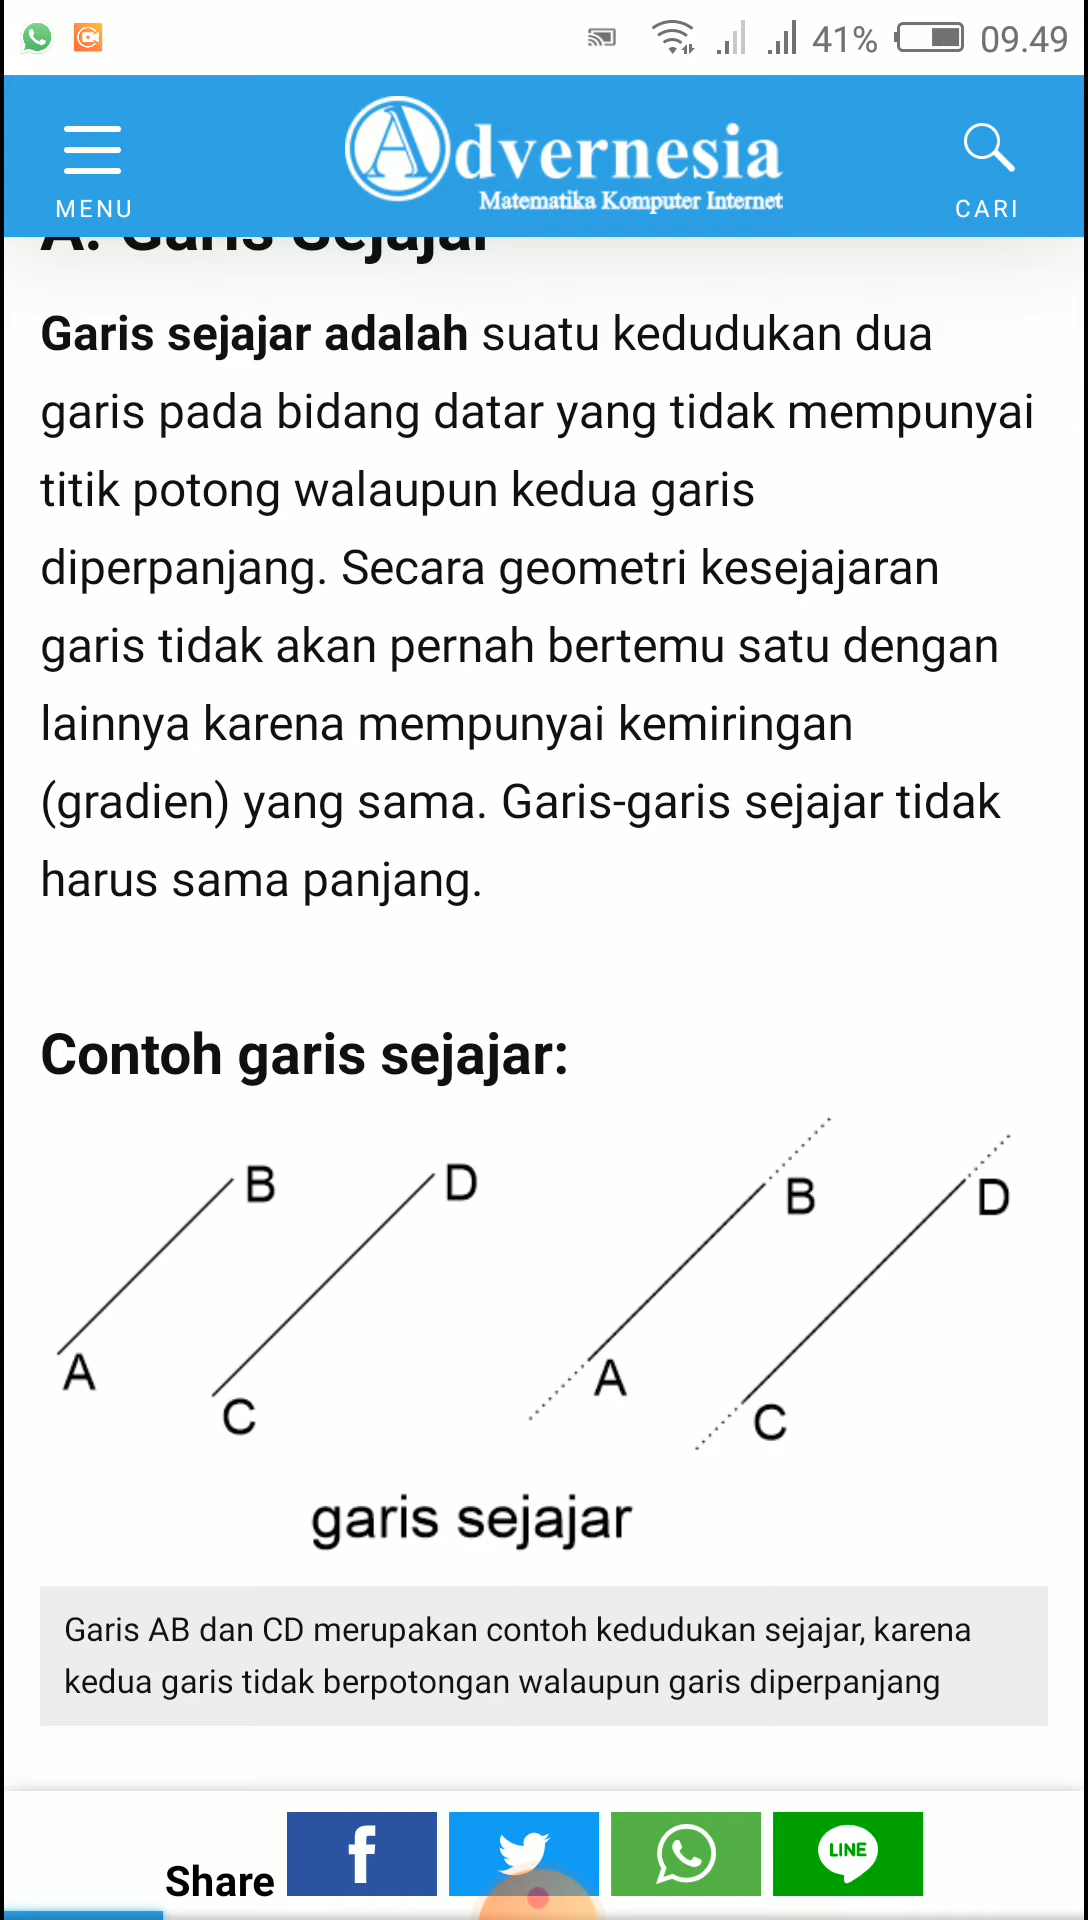 41% 09.49
Advernesia
Matematika Komputer Internet
MENU
CARI
A. Garis Sejajar
Garis sejajar adalah suatu kedudukan dua
garis pada bidang datar yang tidak mempunyai
titik potong walaupun kedua garis
diperpanjang. Secara geometri kesejajaran
garis tidak akan pernah bertemu satu dengan
lainnya karena mempunyai kemiringan
(gradien) yang sama. Garis-garis sejajar tidak
harus sama panjang.
Contoh garis sejajar:
B D B D
A C A C
garis sejajar
Garis AB dan CD merupakan contoh kedudukan sejajar, karena
kedua garis tidak berpotongan walaupun garis diperpanjang
Share f LINE